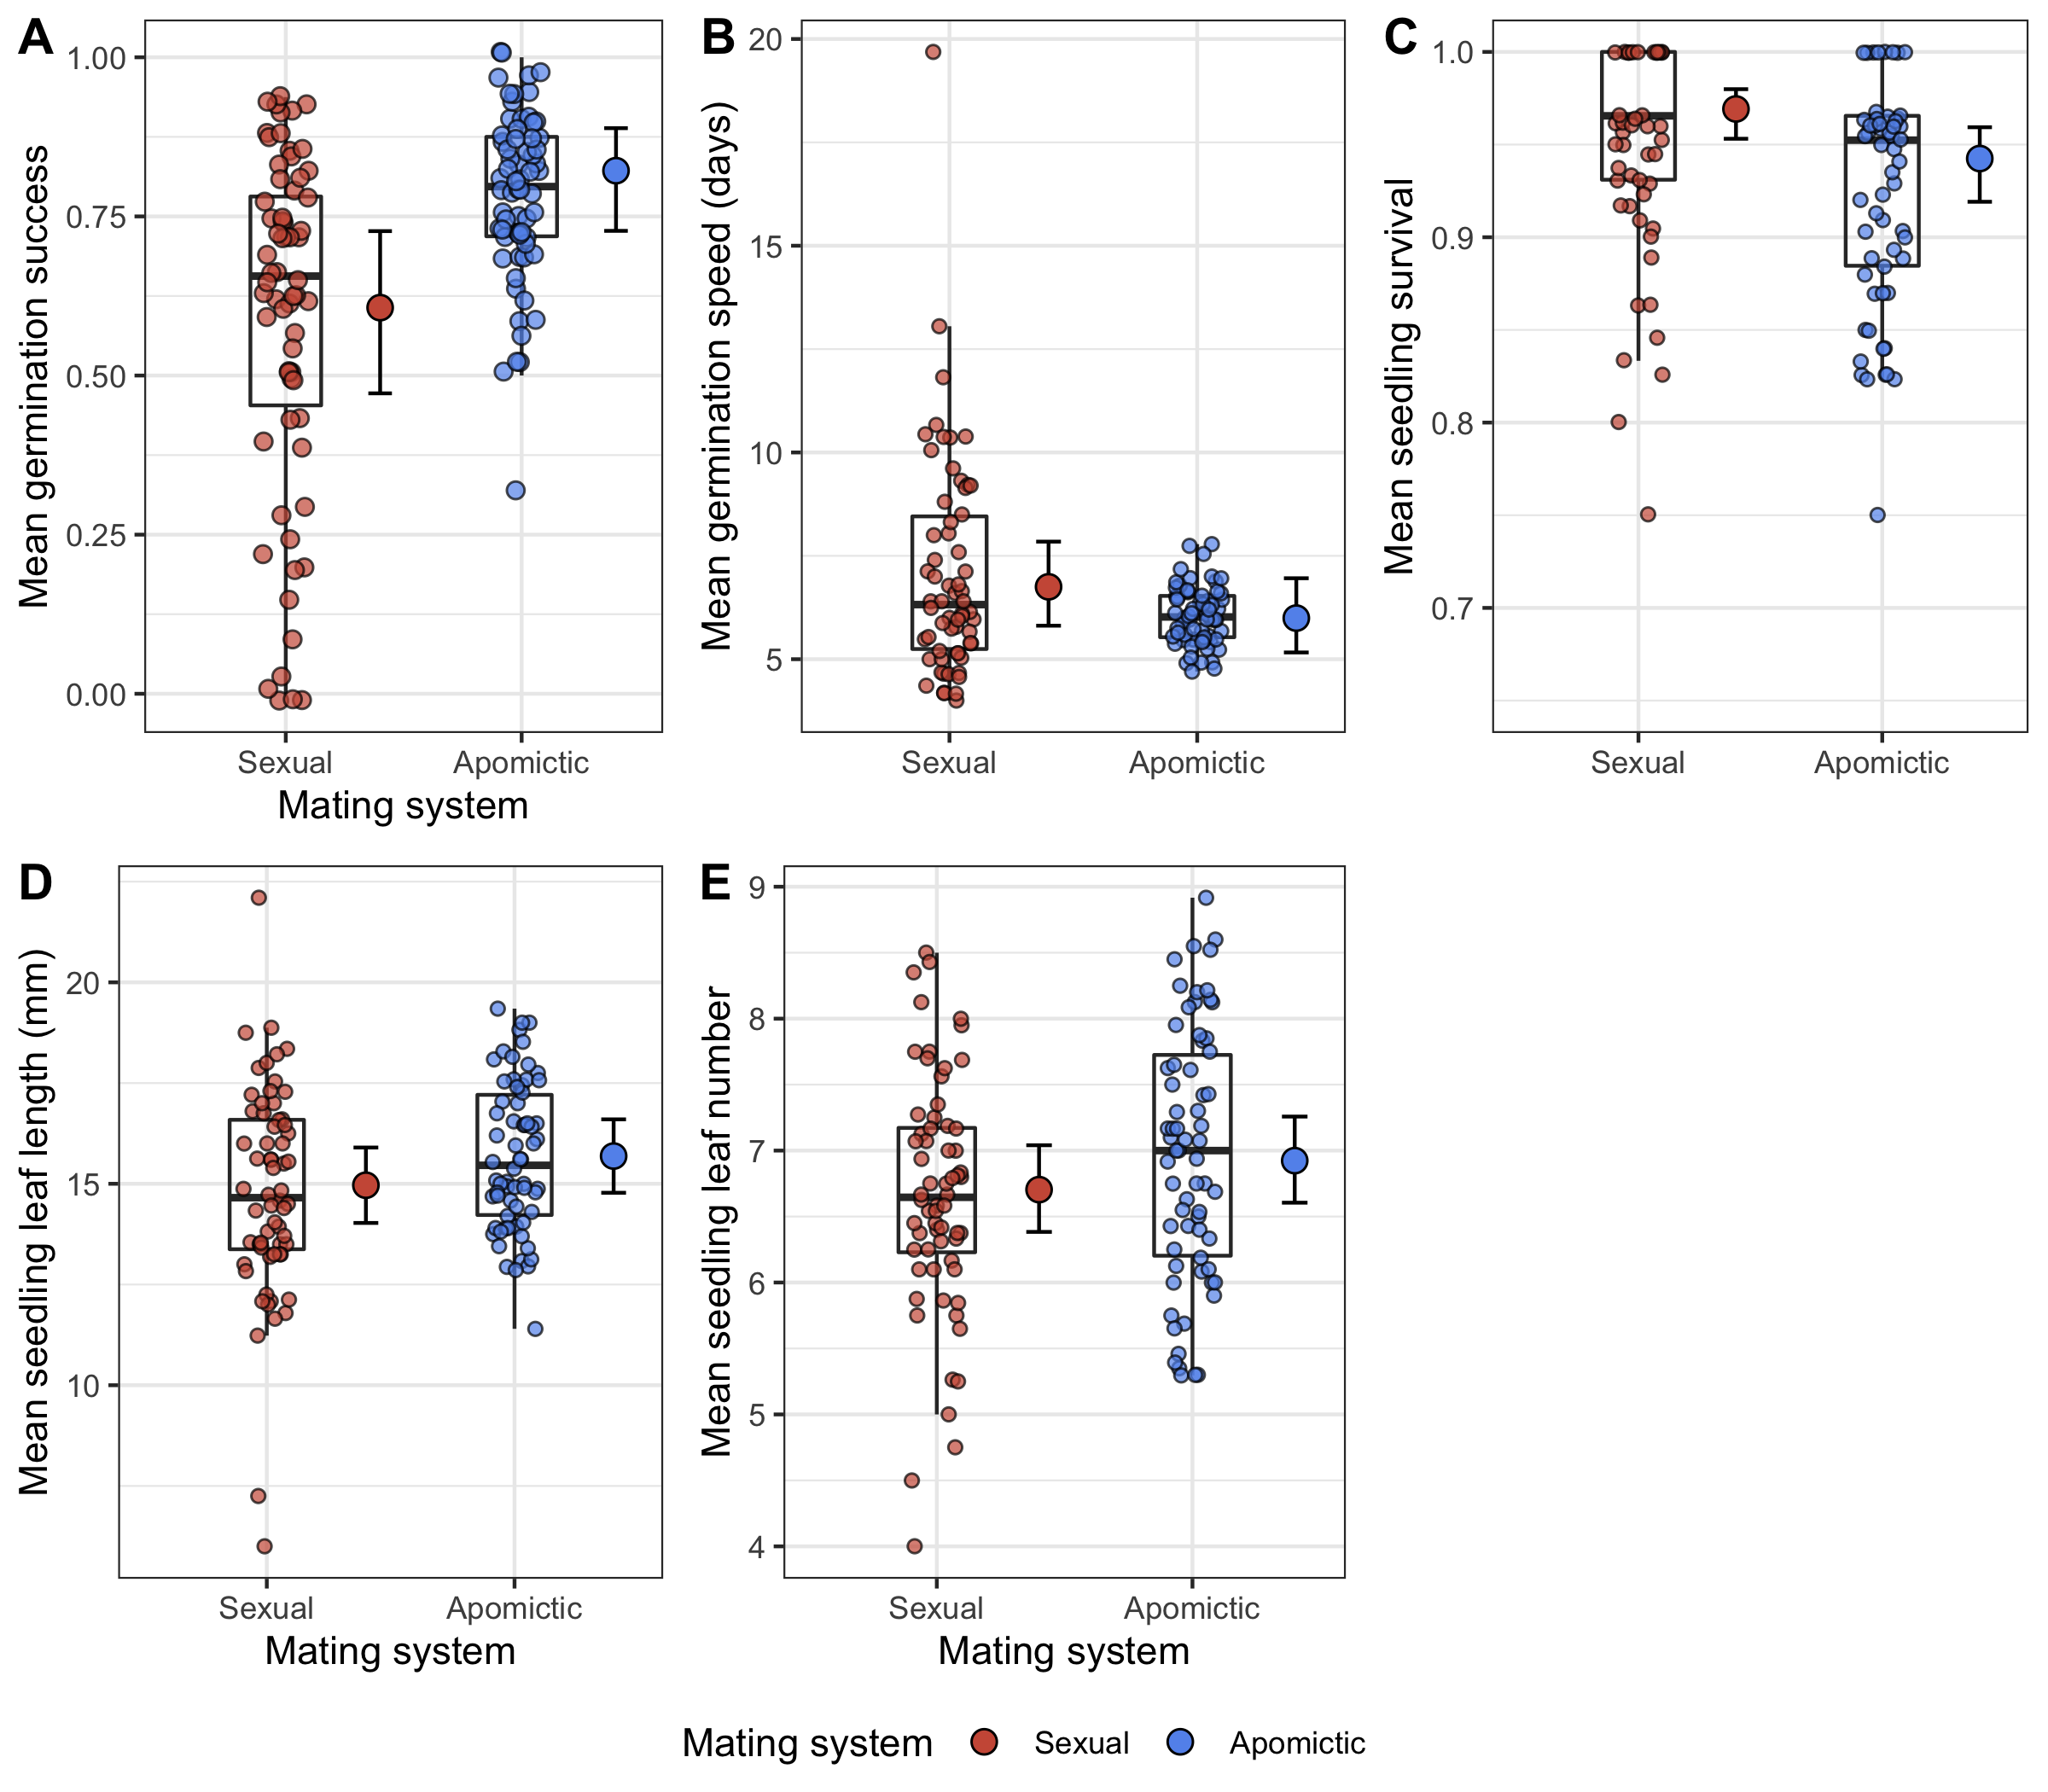 A
Mean germination success
1.00
0.75
0.50
0.25
0.00
Sexual
Apomictic
Mating system
B
Mean germination speed (days)
20
15
10
5
Sexual
Apomictic
C
Mean seedling survival
1.0
0.9
0.8
0.7
Sexual
Apomictic
D
Mean seedling leaf length (mm)
20
15
10
Sexual
Apomictic
Mating system
E
Mean seedling leaf number
9
8
7
6
5
4
Sexual
Apomictic
Mating system
Mating system Sexual Apomictic